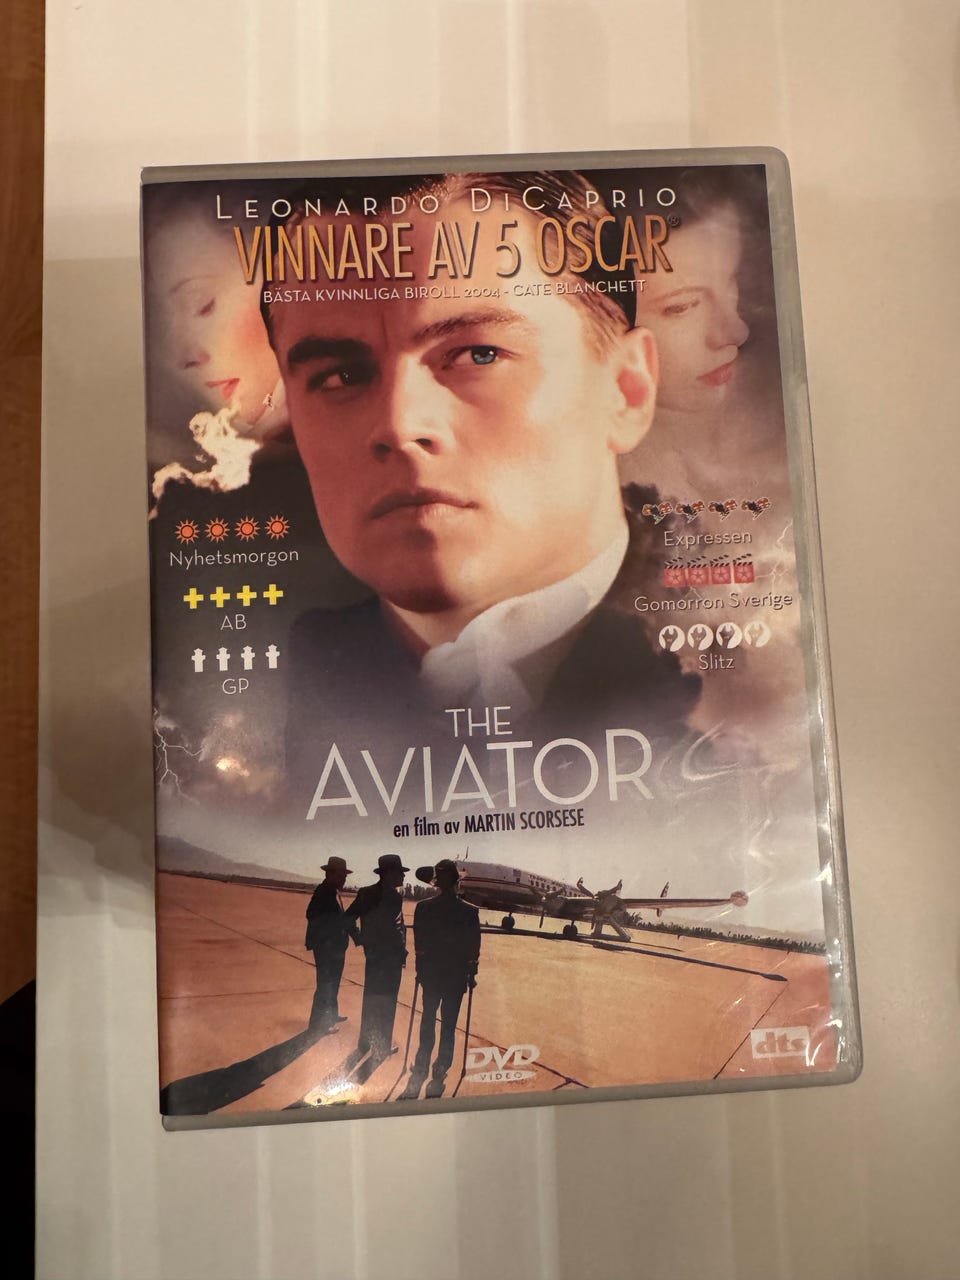 LEONARDO DICAPRIO
VINNARE AV 5 OSCAR®
BÄSTA KVINNLIGA BIROLL 2004 - CATE BLANCHETT
Nyhetsmorgon
AB
GP
Expressen
Gomorron Sverige
Slitz
THE
AVIATOR
en film av MARTIN SCORSESE
DVD
VIDEO
dts